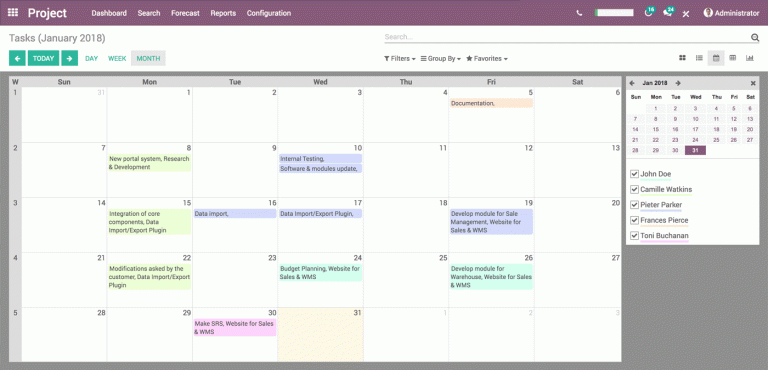 Project Dashboard Search Forecast Reports Configuration 16 24 Administrator
Tasks (January 2018)
Search...
TODAY DAY WEEK MONTH
Filters Group By Favorites
W Sun Mon Tue Wed Thu Fri Sat
1 31 1 2 3 4 5 6
Documentation,
2 7 8 9 10 11 12 13
New portal system, Research
& Development
Internal Testing,
Software & modules update,
3 14 15 16 17 18 19 20
Integration of core
components, Data
Import/Export Plugin
Data import,
Data Import/Export Plugin,
Develop module for Sale
Management, Website for
Sales & WMS
4 21 22 23 24 25 26 27
Modifications asked by the
customer, Data Import/Export
Plugin
Budget Planning, Website for
Sales & WMS
Develop module for
Warehouse, Website for
Sales & WMS
5 28 29 30 31 1 2 3
Make SRS, Website for Sales
& WMS
Jan 2018
Sun Mon Tue Wed Thu Fri Sat
1 2 3 4 5 6
7 8 9 10 11 12 13
14 15 16 17 18 19 20
21 22 23 24 25 26 27
28 29 30 31
John Doe
Camille Watkins
Pieter Parker
Frances Pierce
Toni Buchanan